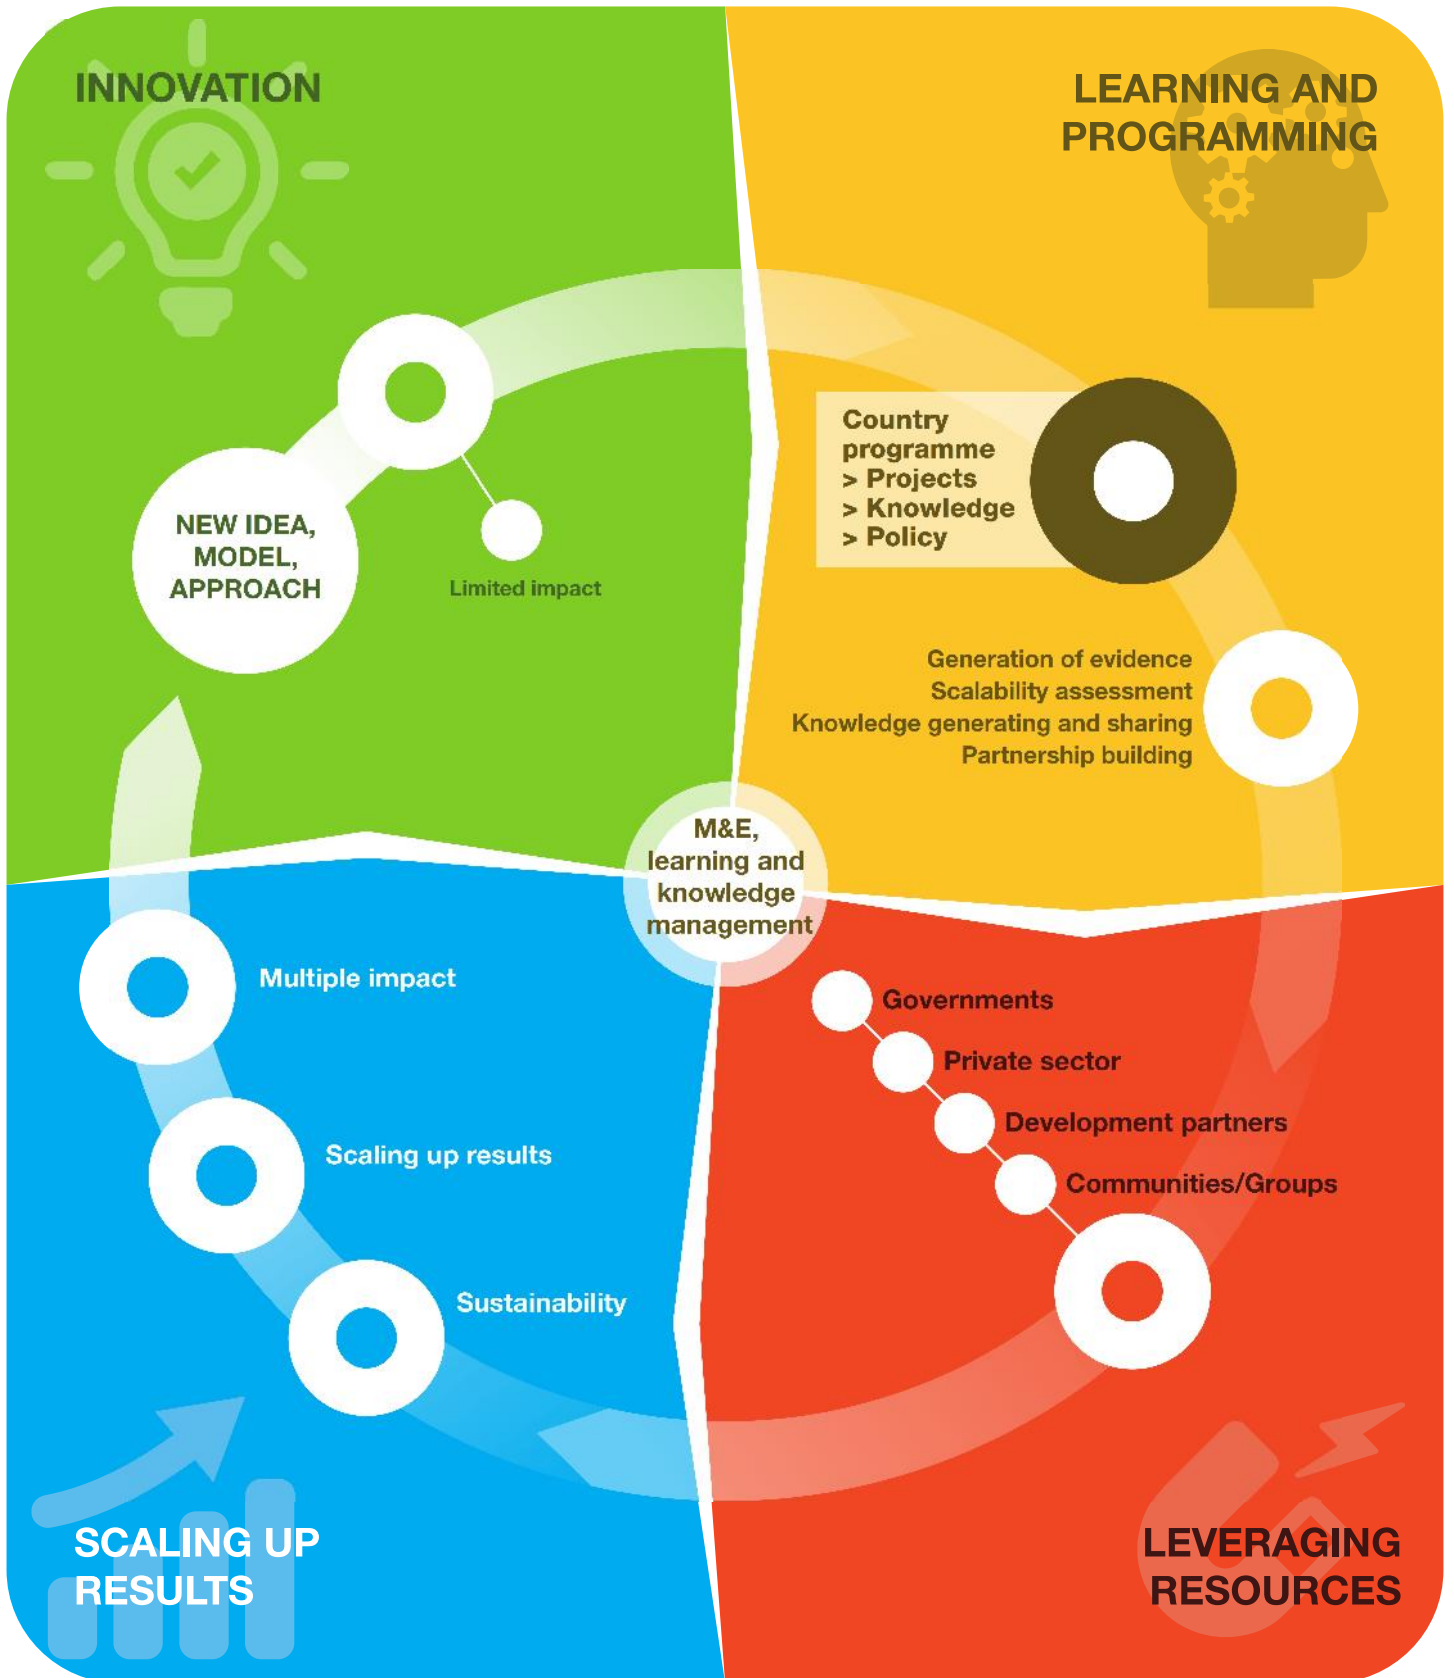 INNOVATION
NEW IDEA,
MODEL,
APPROACH
Limited impact
LEARNING AND
PROGRAMMING
Country
programme
> Projects
> Knowledge
> Policy
Generation of evidence
Scalability assessment
Knowledge generating and sharing
Partnership building
M&E,
learning and
knowledge
management
Governments
Private sector
Development partners
Communities/Groups
LEVERAGING
RESOURCES
Multiple impact
Scaling up results
Sustainability
SCALING UP
RESULTS